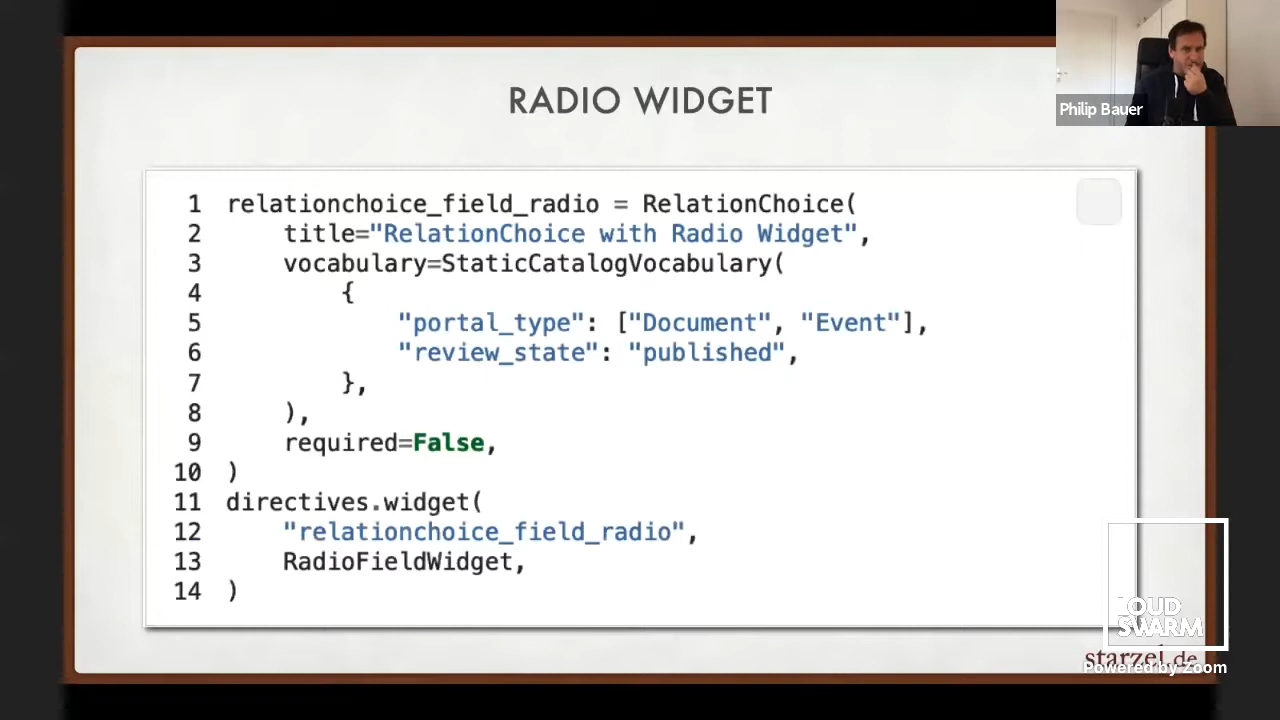 RADIO WIDGET
Philip Bauer
1 relationchoice_field_radio = RelationChoice(
2     title="RelationChoice with Radio Widget",
3     vocabulary=StaticCatalogVocabulary(
4         {
5             "portal_type": ["Document", "Event"],
6             "review_state": "published",
7         },
8     ),
9     required=False,
10 )
11 directives.widget(
12     "relationchoice_field_radio",
13     RadioFieldWidget,
14 )
LOUD
SWARM
starzel.de
Powered by Zoom